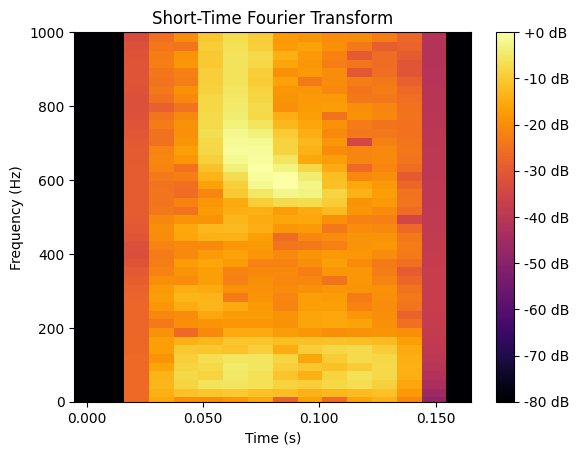 Short-Time Fourier Transform
1000
800
600
400
200
0
Frequency (Hz)
0.000
0.050
0.100
0.150
Time (s)
+0 dB
-10 dB
-20 dB
-30 dB
-40 dB
-50 dB
-60 dB
-70 dB
-80 dB